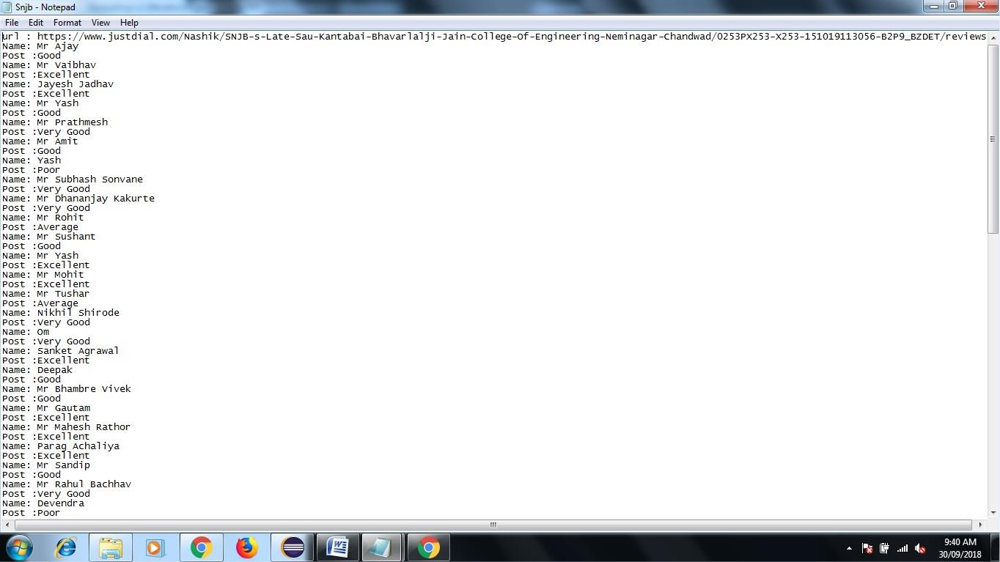 Snjb - Notepad
File Edit Format View Help
url : https://www.justdial.com/Nashik/SNJB-s-Late-Sau-Kantabai-Bhavarlalji-Jain-College-Of-Engineering-Neminagar-Chandwad/0253PX253-X253-151019113056-B2P9_BZDET/reviews
Name: Mr Ajay
Post :Good
Name: Mr Vaibhav
Post :Excellent
Name: Jayesh Jadhav
Post :Excellent
Name: Mr Yash
Post :Good
Name: Mr Prathmesh
Post :Very Good
Name: Mr Amit
Post :Good
Name: Yash
Post :Poor
Name: Mr Subhash Sonvane
Post :Very Good
Name: Mr Dhananjay Kakurte
Post :Very Good
Name: Mr Rohit
Post :Average
Name: Mr Sushant
Post :Good
Name: Mr Yash
Post :Excellent
Name: Mr Mohit
Post :Excellent
Name: Mr Tushar
Post :Average
Name: Nikhil Shirode
Post :Very Good
Name: Om
Post :Very Good
Name: Sanket Agrawal
Post :Excellent
Name: Deepak
Post :Good
Name: Mr Bhambre Vivek
Post :Good
Name: Mr Gautam
Post :Excellent
Name: Mr Mahesh Rathor
Post :Excellent
Name: Parag Achaliya
Post :Excellent
Name: Mr Sandip
Post :Good
Name: Mr Rahul Bachhav
Post :Very Good
Name: Devendra
Post :Poor
9:40 AM
30/09/2018